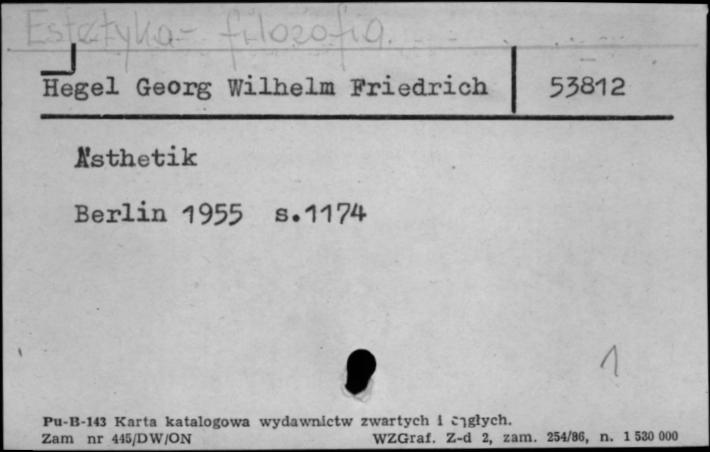 Estetyka - filozofia.
Hegel Georg Wilhelm Friedrich 53812
Ästhetik
Berlin 1955 s.1174
1
Pu-B-143 Karta katalogowa wydawnictw zwartych i ciągłych.
Zam nr 445/DW/ON WZGraf. Z-d 2, zam. 254/86, n. 1 530 000